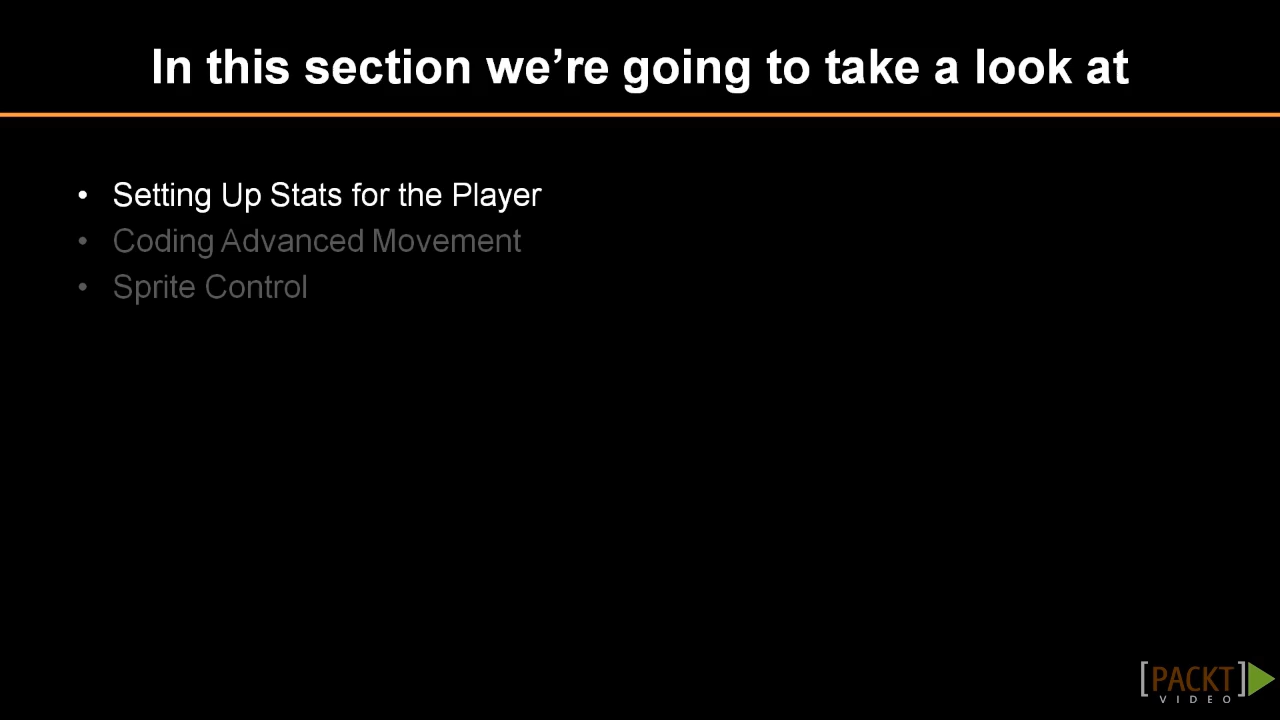 In this section we’re going to take a look at
• Setting Up Stats for the Player
• Coding Advanced Movement
• Sprite Control
[PACKT]
VIDEO